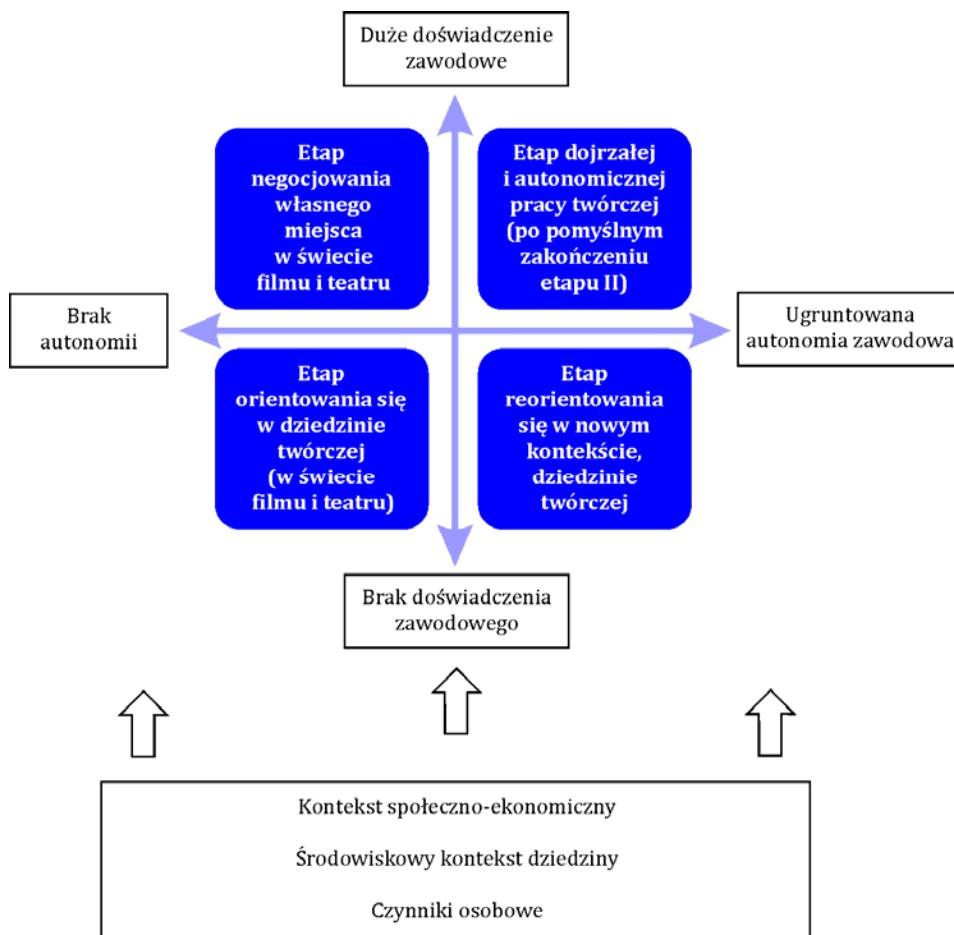 Duże doświadczenie
zawodowe
Etap
negocjowania
własnego
miejsca
w świecie
filmu i teatru
Etap dojrzałej
i autonomicznej
pracy twórczej
(po pomyślnym
zakończeniu
etapu II)
Brak
autonomii
Ugruntowana
autonomia zawodowa
Etap
orientowania się
w dziedzinie
twórczej
(w świecie
filmu i teatru)
Etap
reorientowania
się w nowym
kontekście,
dziedzinie
twórczej
Brak doświadczenia
zawodowego
Kontekst społeczno-ekonomiczny
Środowiskowy kontekst dziedziny
Czynniki osobowe